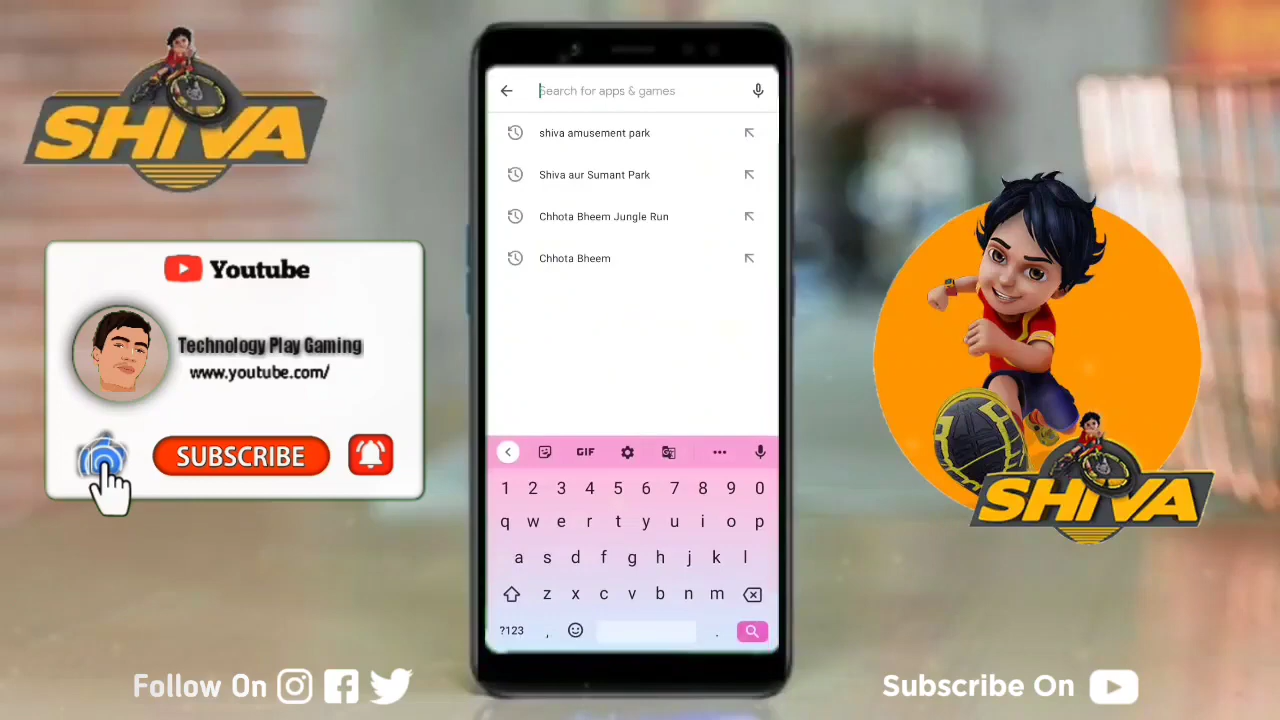 SHIVA
Youtube
Technology Play Gaming
www.youtube.com/
SUBSCRIBE
Search for apps & games
shiva amusement park
Shiva aur Sumant Park
Chhota Bheem Jungle Run
Chhota Bheem
GIF
1 2 3 4 5 6 7 8 9 0
q w e r t y u i o p
a s d f g h j k l
z x c v b n m
?123 , .
SHIVA
Follow On
Subscribe On